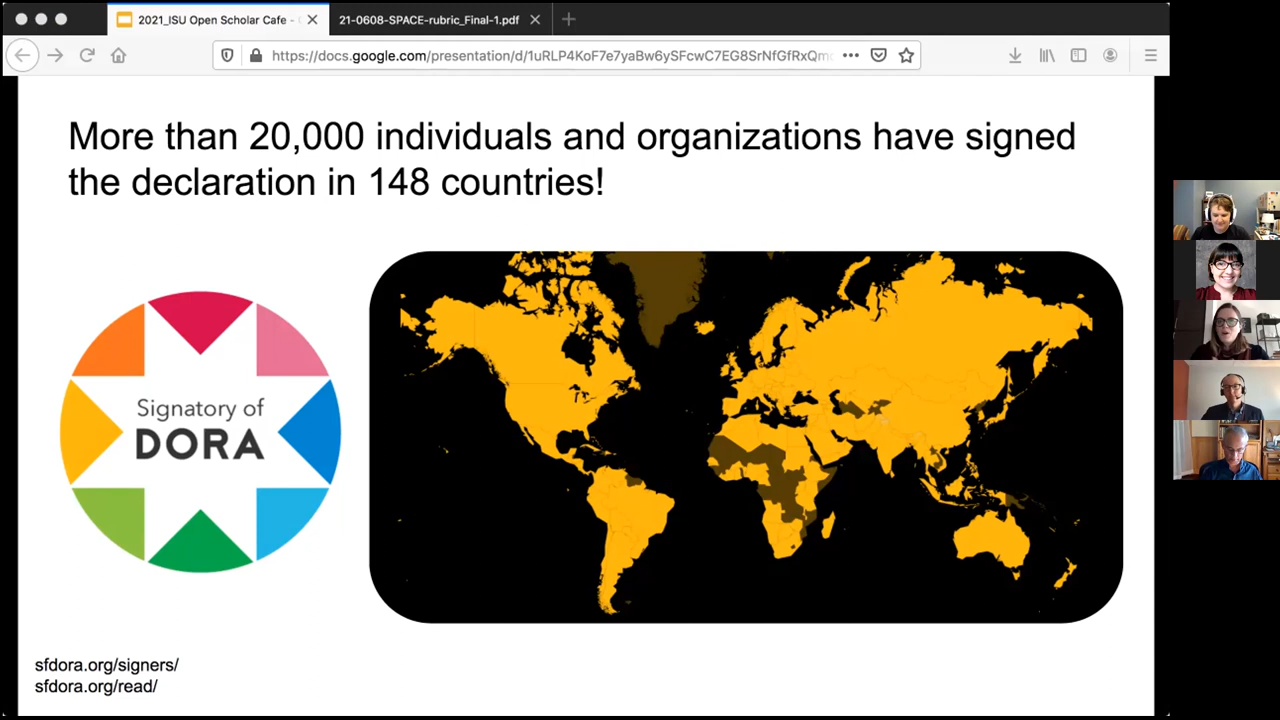 2021_ISU Open Scholar Cafe -
21-0608-SPACE-rubric_Final-1.pdf
https://docs.google.com/presentation/d/1uRLP4KoF7e7yaBw6ySFcwC7EG8SrNfGfRxQm
More than 20,000 individuals and organizations have signed
the declaration in 148 countries!
Signatory of
DORA
sfdora.org/signers/
sfdora.org/read/